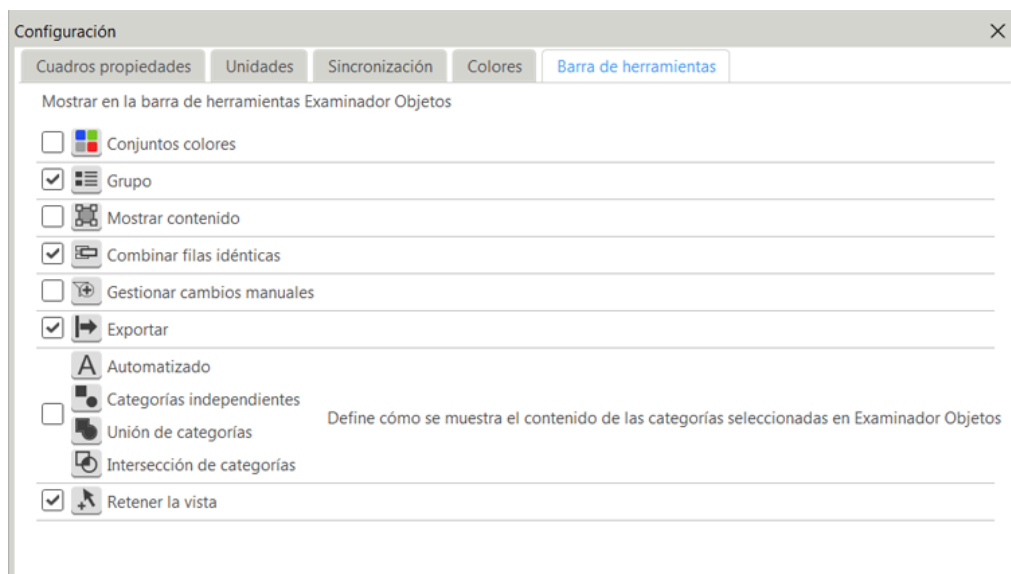 Configuración
Cuadros propiedades Unidades Sincronización Colores Barra de herramientas
Mostrar en la barra de herramientas Examinador Objetos
Conjuntos colores
Grupo
Mostrar contenido
Combinar filas idénticas
Gestionar cambios manuales
Exportar
A Automatizado
Categorías independientes
Define cómo se muestra el contenido de las categorías seleccionadas en Examinador Objetos
Unión de categorías
Intersección de categorías
Retener la vista